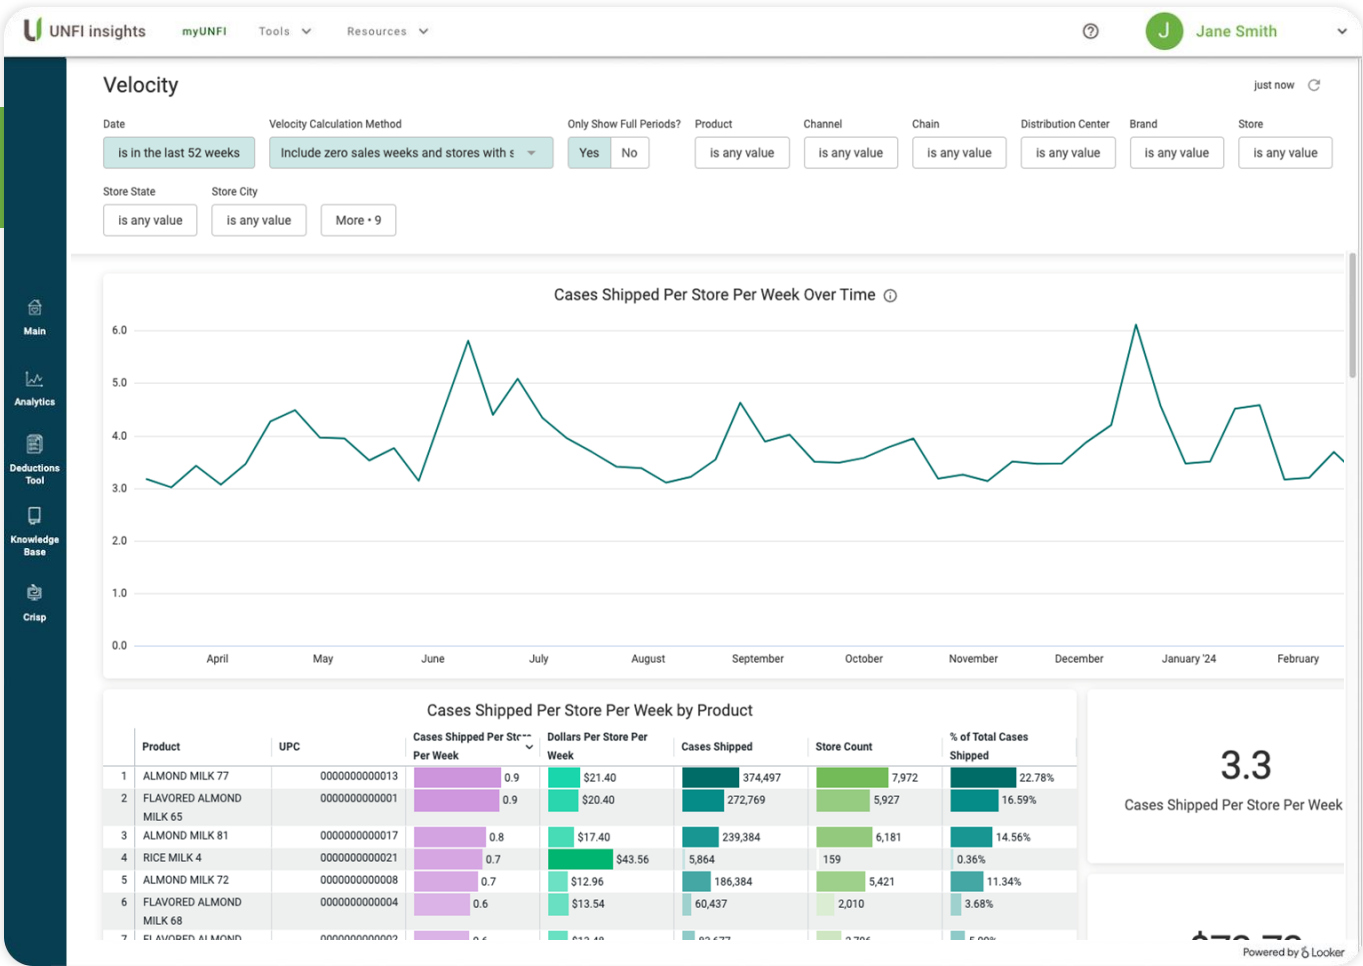 UNFI insights
myUNFI
Tools
Resources
J
Jane Smith
Velocity
just now
Date
Velocity Calculation Method
Only Show Full Periods?
Product
Channel
Chain
Distribution Center
Brand
Store
is in the last 52 weeks
Include zero sales weeks and stores with s
Yes
No
is any value
is any value
is any value
is any value
is any value
is any value
Store State
Store City
is any value
is any value
More • 9
Main
Analytics
Deductions
Tool
Knowledge
Base
Crisp
Cases Shipped Per Store Per Week Over Time
6.0
5.0
4.0
3.0
2.0
1.0
0.0
April
May
June
July
August
September
October
November
December
January '24
February
Cases Shipped Per Store Per Week by Product
Product
UPC
Cases Shipped Per Store
Per Week
Dollars Per Store Per
Week
Cases Shipped
Store Count
% of Total Cases
Shipped
1 ALMOND MILK 77 0000000000013 0.9 $21.40 374,497 7,972 22.78%
2 FLAVORED ALMOND 0000000000001 0.9 $20.40 272,769 5,927 16.59%
MILK 65
3 ALMOND MILK 81 0000000000017 0.8 $17.40 239,384 6,181 14.56%
4 RICE MILK 4 0000000000021 0.7 $43.56 5,864 159 0.36%
5 ALMOND MILK 72 0000000000008 0.7 $12.96 186,384 5,421 11.34%
6 FLAVORED ALMOND 0000000000004 0.6 $13.54 60,437 2,010 3.68%
MILK 68
7 FLAVORED ALMOND
3.3
Cases Shipped Per Store Per Week
Powered by Looker